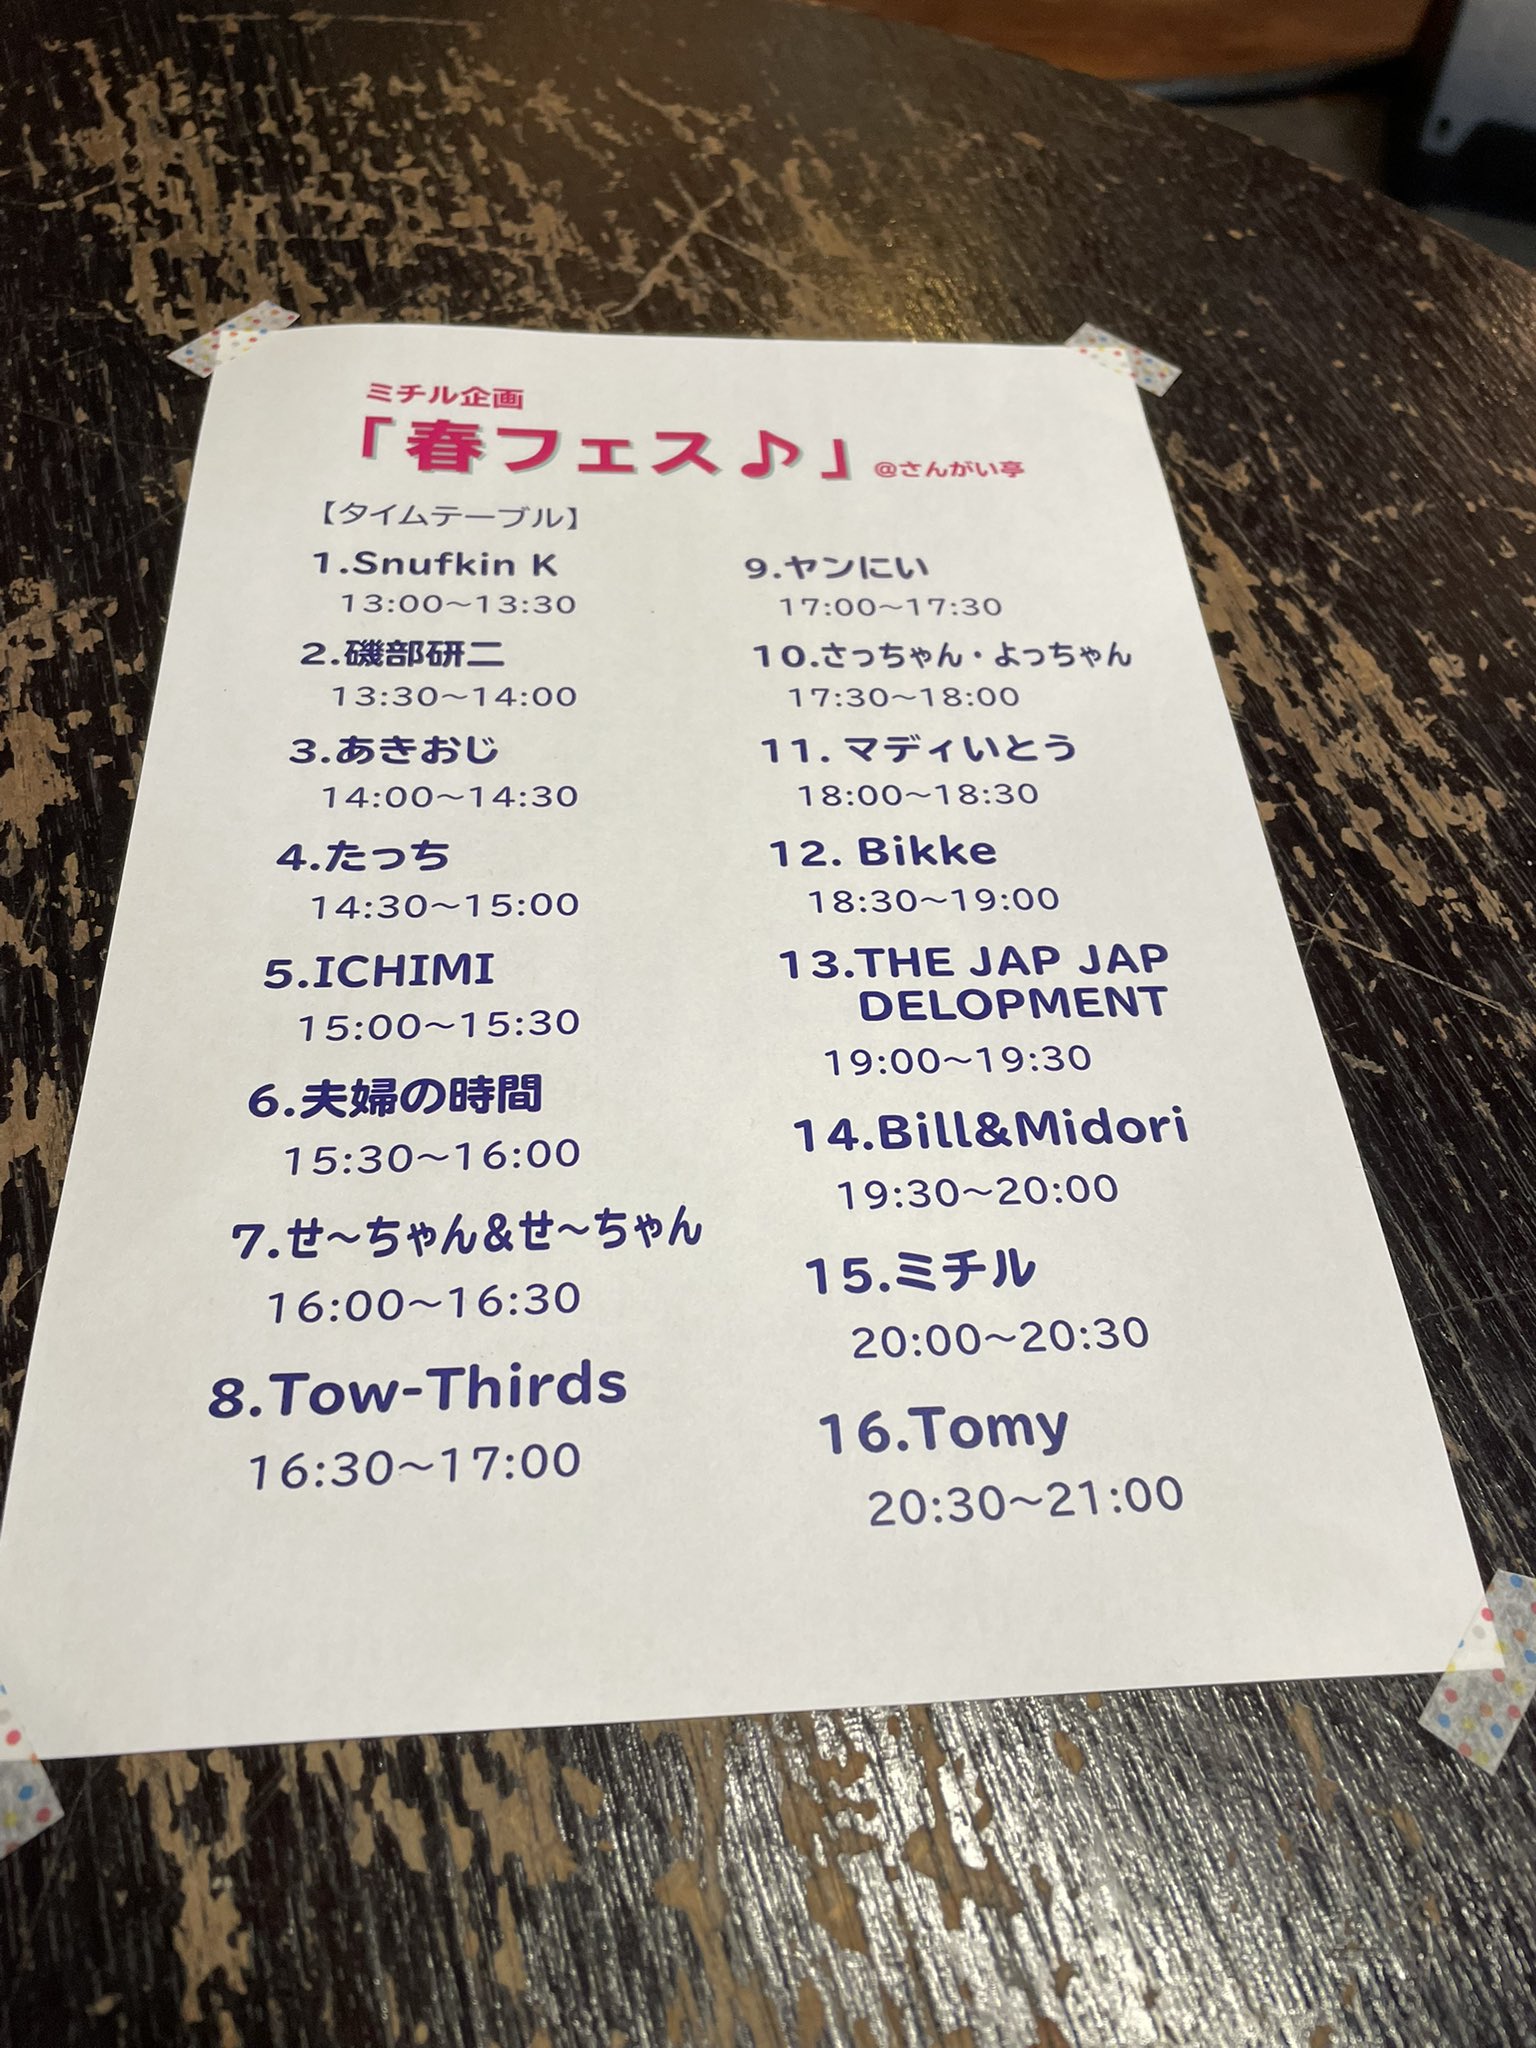 ミチル企画
「春フェス♪」@さんがい亭
【タイムテーブル】
1.Snufkin K
13:00〜13:30
2.磯部研二
13:30〜14:00
3.あきおじ
14:00〜14:30
4.たっち
14:30〜15:00
5.ICHIMI
15:00〜15:30
6.夫婦の時間
15:30〜16:00
7.せ〜ちゃん&せ〜ちゃん
16:00〜16:30
8.Tow-Thirds
16:30〜17:00
9.ヤンにい
17:00〜17:30
10.さっちゃん・よっちゃん
17:30〜18:00
11. マディいとう
18:00〜18:30
12. Bikke
18:30〜19:00
13.THE JAP JAP
DELOPMENT
19:00〜19:30
14.Bill&Midori
19:30〜20:00
15.ミチル
20:00〜20:30
16.Tomy
20:30〜21:00